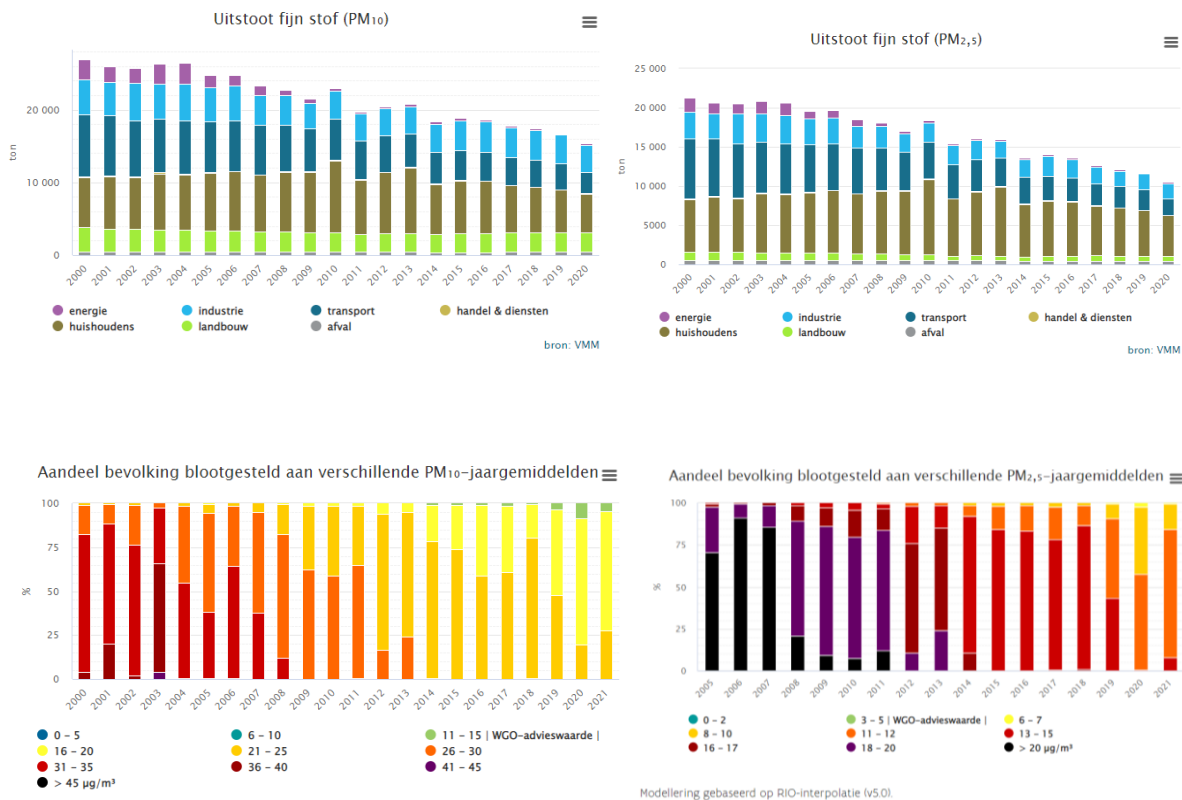 Uitstoot fijn stof (PM₁₀)
ton
20 000
10 000
0
2000 2001 2002 2003 2004 2005 2006 2007 2008 2009 2010 2011 2012 2013 2014 2015 2016 2017 2018 2019 2020
energie industrie transport handel & diensten
huishoudens landbouw afval
bron: VMM
Uitstoot fijn stof (PM₂,₅)
ton
25 000
20 000
15 000
10 000
5000
0
2000 2001 2002 2003 2004 2005 2006 2007 2008 2009 2010 2011 2012 2013 2014 2015 2016 2017 2018 2019 2020
energie industrie transport handel & diensten
huishoudens landbouw afval
bron: VMM
Aandeel bevolking blootgesteld aan verschillende PM₁₀-jaargemiddelden
%
100
75
50
25
0
2000 2001 2002 2003 2004 2005 2006 2007 2008 2009 2010 2011 2012 2013 2014 2015 2016 2017 2018 2019 2020 2021
0 – 5 6 – 10 11 – 15 | WGO-advieswaarde |
16 – 20 21 – 25 26 – 30
31 – 35 36 – 40 41 – 45
> 45 µg/m³
Aandeel bevolking blootgesteld aan verschillende PM₂,₅-jaargemiddelden
%
100
75
50
25
0
2005 2006 2007 2008 2009 2010 2011 2012 2013 2014 2015 2016 2017 2018 2019 2020 2021
0 – 2 3 – 5 | WGO-advieswaarde | 6 – 7
8 – 10 11 – 12 13 – 15
16 – 17 18 – 20 > 20 µg/m³
Modellering gebaseerd op RIO-interpolatie (v5.0).